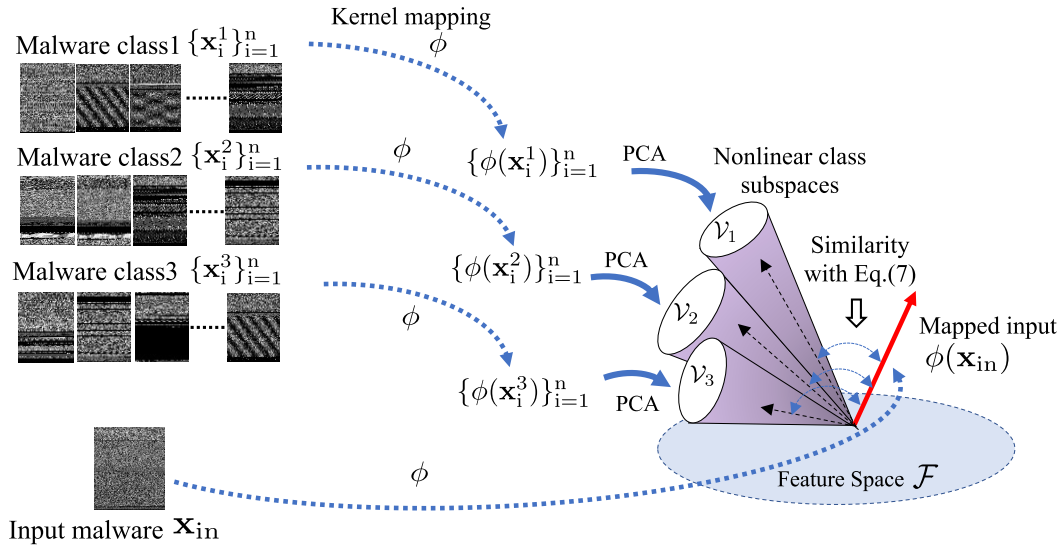 Kernel mapping
ϕ
Malware class1 {x_i^1}_{i=1}^n
Malware class2 {x_i^2}_{i=1}^n
ϕ
{ϕ(x_i^1)}_{i=1}^n
PCA
Nonlinear class
subspaces
V_1
Malware class3 {x_i^3}_{i=1}^n
ϕ
{ϕ(x_i^2)}_{i=1}^n
PCA
V_2
Similarity
with Eq.(7)
Mapped input
ϕ(x_in)
{ϕ(x_i^3)}_{i=1}^n
PCA
V_3
ϕ
Feature Space F
Input malware x_in